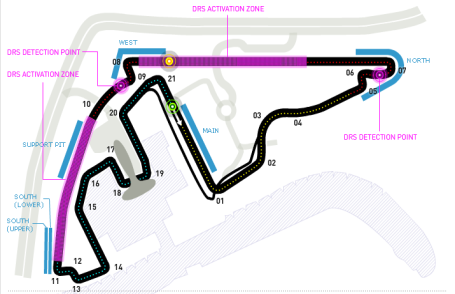 DRS ACTIVATION ZONE
WEST
DRS DETECTION POINT
08
NORTH
07
06
05
DRS ACTIVATION ZONE
09
21
10
20
MAIN
03
04
DRS DETECTION POINT
SUPPORT PIT
17
16
18
19
02
01
15
SOUTH
(LOWER)
SOUTH
(UPPER)
14
12
11
13